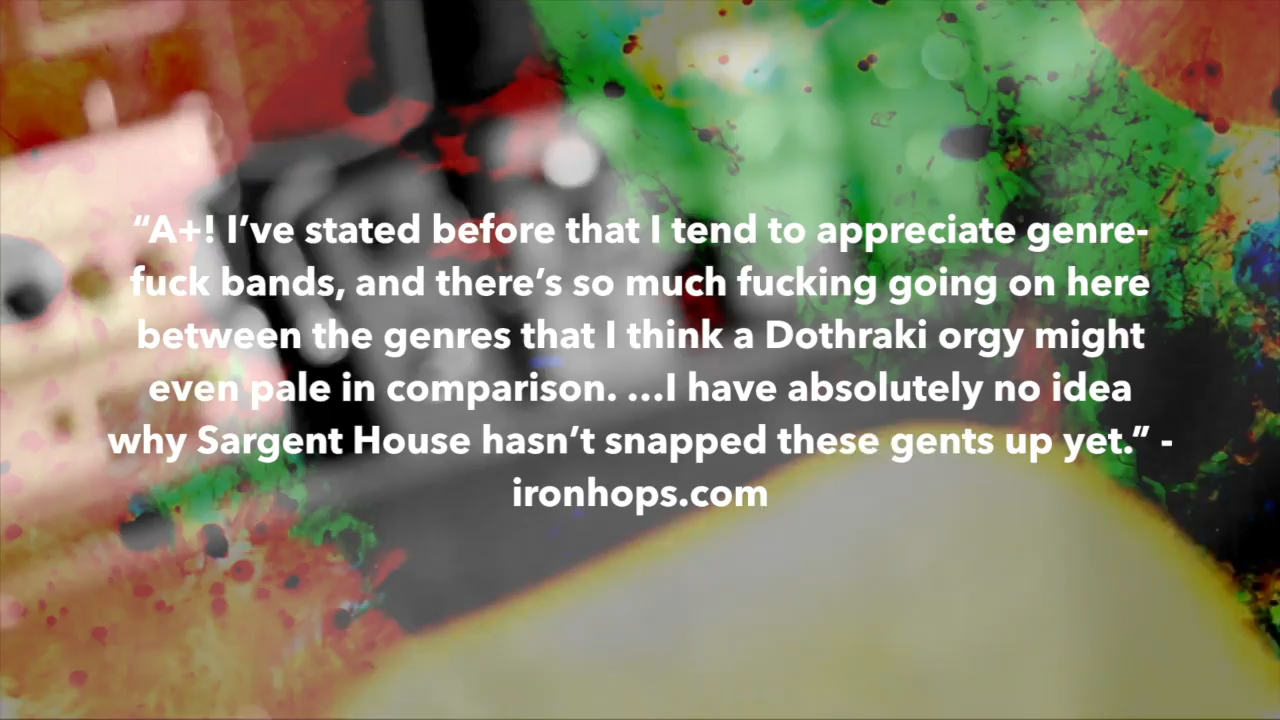 “A+! I’ve stated before that I tend to appreciate genre-
fuck bands, and there’s so much fucking going on here
between the genres that I think a Dothraki orgy might
even pale in comparison. ...I have absolutely no idea
why Sargent House hasn’t snapped these gents up yet.” -
ironhops.com